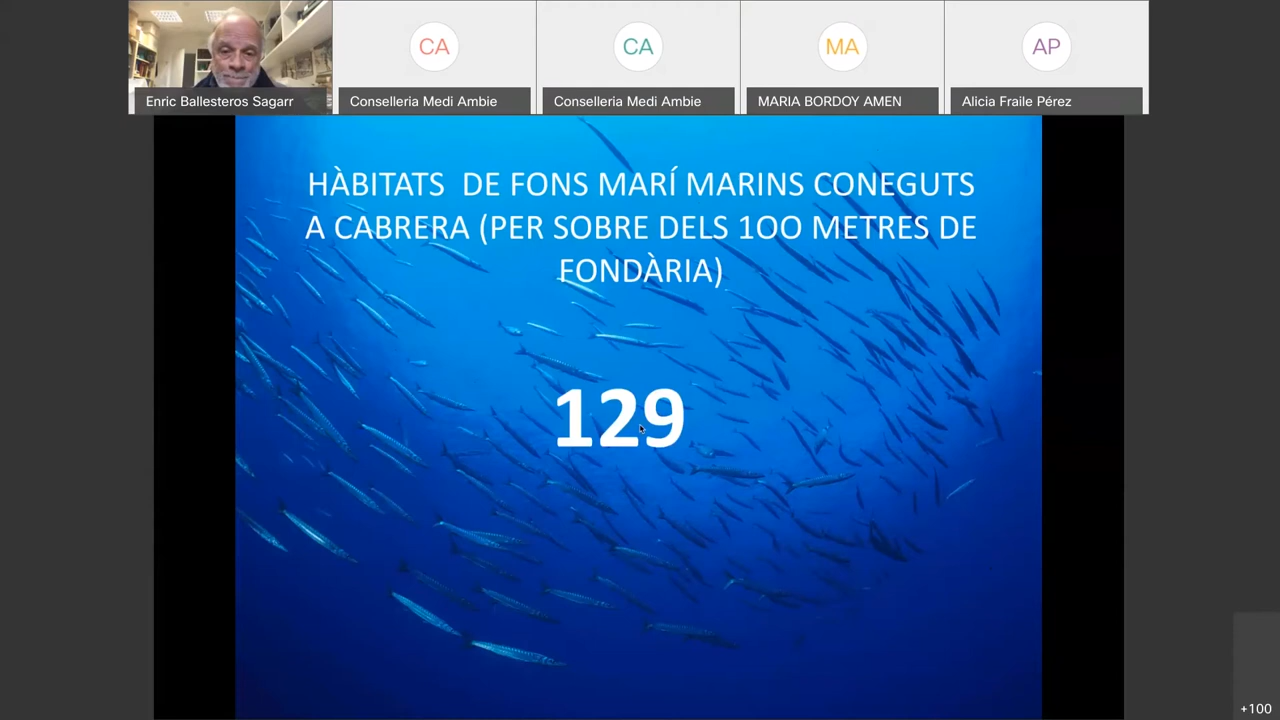 CA
CA
MA
AP
Enric Ballesteros Sagarr
Conselleria Medi Ambie
Conselleria Medi Ambie
MARIA BORDOY AMEN
Alicia Fraile Pérez
HÀBITATS DE FONS MARÍ MARINS CONEGUTS
A CABRERA (PER SOBRE DELS 1OO METRES DE
FONDÀRIA)
129
+100